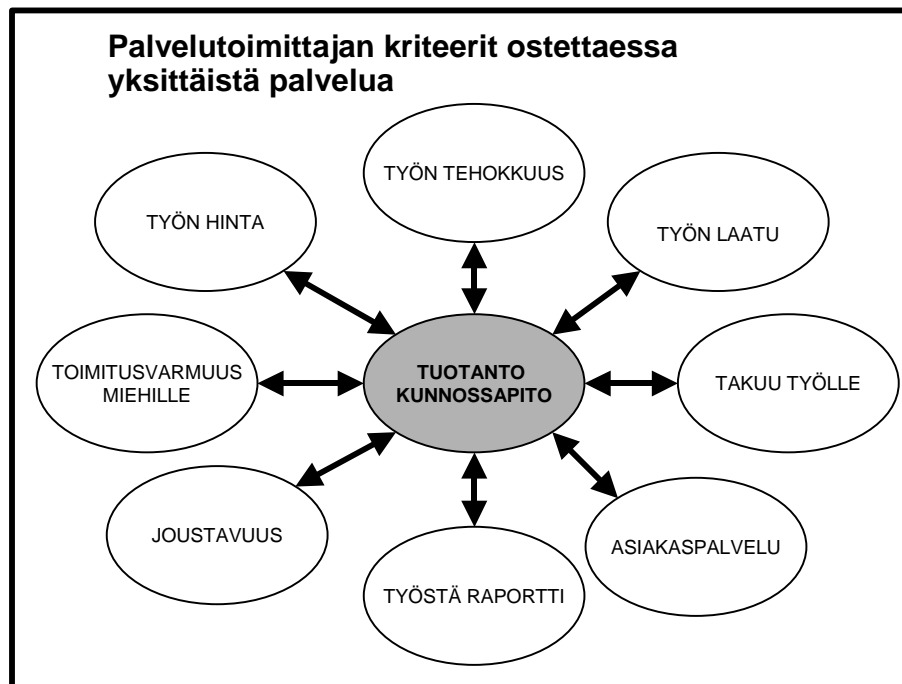 Palvelutoimittajan kriteerit ostettaessa
yksittäistä palvelua
TYÖN TEHOKKUUS
TYÖN HINTA
TYÖN LAATU
TOIMITUSVARMUUS
MIEHILLE
TUOTANTO
KUNNOSSAPITO
TAKUU TYÖLLE
JOUSTAVUUS
ASIAKASPALVELU
TYÖSTÄ RAPORTTI